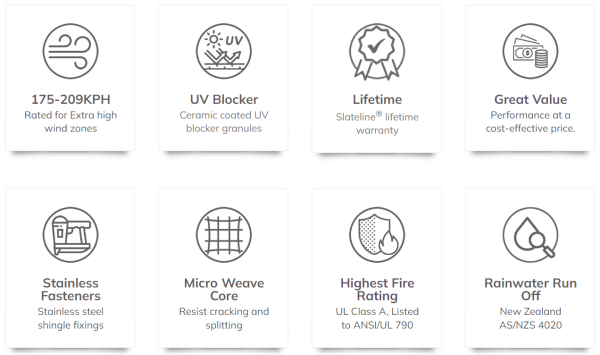 175-209KPH
Rated for Extra high
wind zones
UV
UV Blocker
Ceramic coated UV
blocker granules
Lifetime
Slateline® lifetime
warranty
Great Value
Performance at a
cost-effective price.
Stainless
Fasteners
Stainless steel
shingle fixings
Micro Weave
Core
Resist cracking and
splitting
Highest Fire
Rating
UL Class A, Listed
to ANSI/UL 790
Rainwater Run
Off
New Zealand
AS/NZS 4020